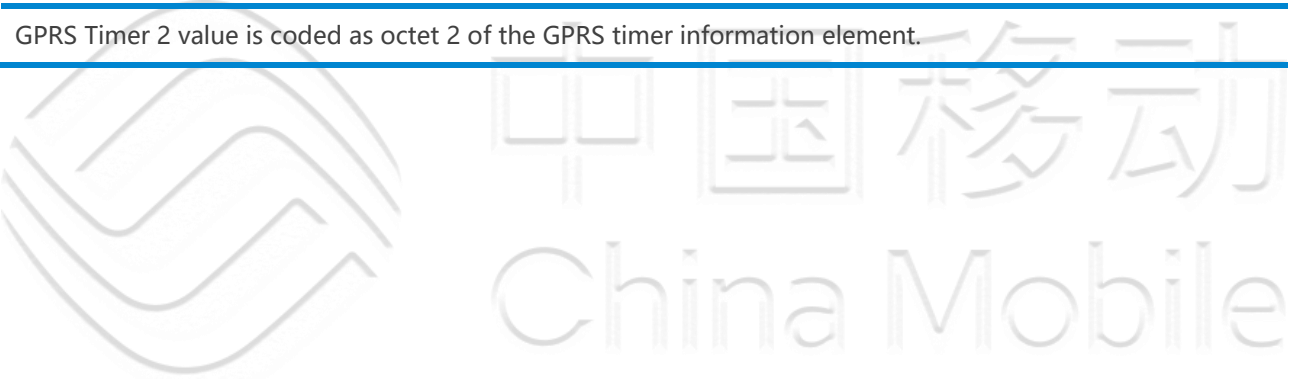 GPRS Timer 2 value is coded as octet 2 of the GPRS timer information element.
中国移动
China Mobile